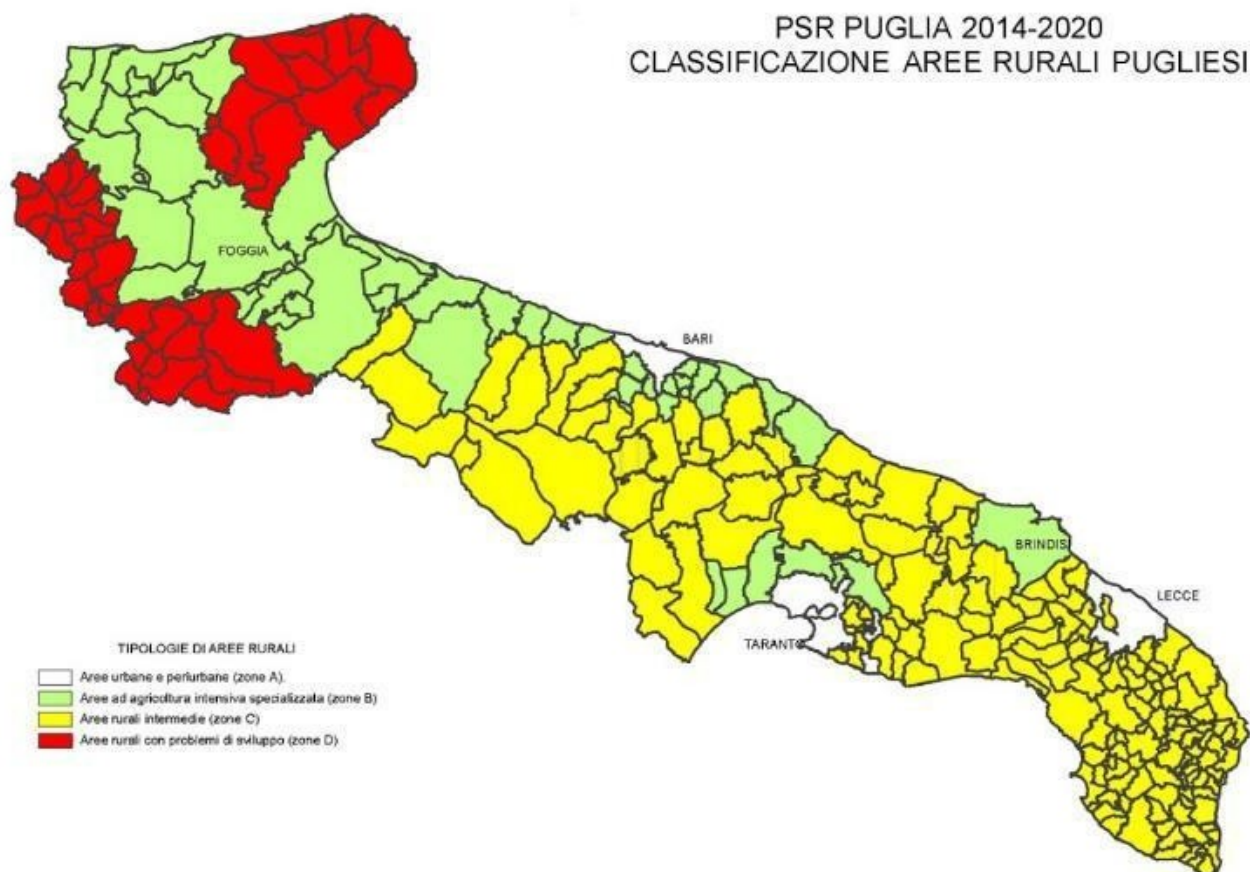 PSR PUGLIA 2014-2020
CLASSIFICAZIONE AREE RURALI PUGLIESI
FOGGIA
BARI
BRINDISI
LECCE
TARANTO
TIPOLOGIE DI AREE RURALI
Aree urbane e periurbane (zone A).
Aree ad agricoltura intensiva specializzata (zone B)
Aree rurali intermedie (zone C)
Aree rurali con problemi di sviluppo (zone D)